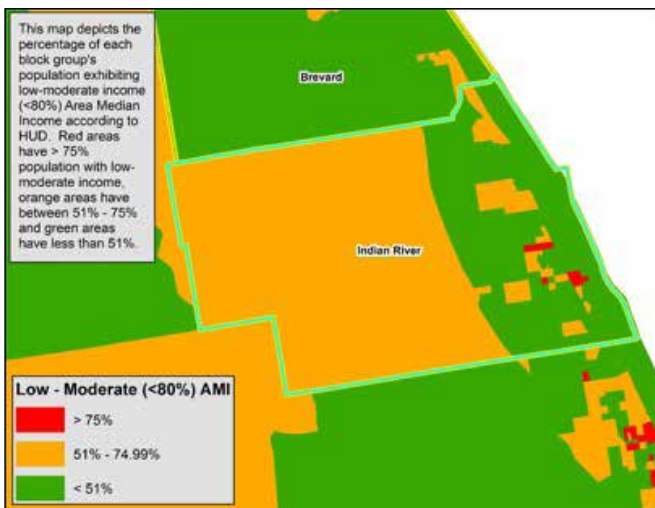 This map depicts the
percentage of each
block group's
population exhibiting
low-moderate income
(<80%) Area Median
Income according to
HUD. Red areas
have > 75%
population with low-
moderate income,
orange areas have
between 51% - 75%
and green areas
have less than 51%.
Brevard
Indian River
Low - Moderate (<80%) AMI
> 75%
51% - 74.99%
< 51%